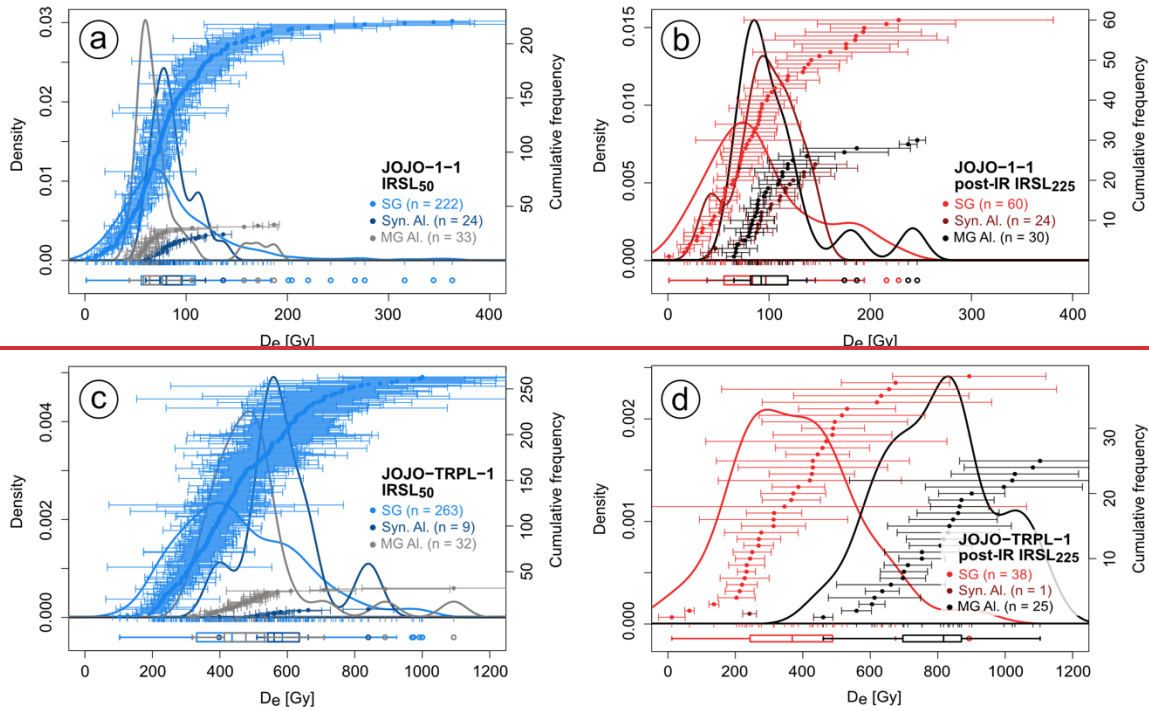 a
0.03
0.02
0.01
0.00
Density
200
150
100
50
Cumulative frequency
JOJO-1-1
IRSL50
SG (n = 222)
Syn. Al. (n = 24)
MG Al. (n = 33)
0 100 200 300 400
De [Gy]
b
0.015
0.010
0.005
0.000
Density
60
50
40
30
20
10
Cumulative frequency
JOJO-1-1
post-IR IRSL225
SG (n = 60)
Syn. Al. (n = 24)
MG Al. (n = 30)
0 100 200 300 400
De [Gy]
c
0.004
0.002
0.000
Density
250
200
150
100
50
Cumulative frequency
JOJO-TRPL-1
IRSL50
SG (n = 263)
Syn. Al. (n = 9)
MG Al. (n = 32)
0 200 400 600 800 1000 1200
De [Gy]
d
0.002
0.001
0.000
Density
30
20
10
Cumulative frequency
JOJO-TRPL-1
post-IR IRSL225
SG (n = 38)
Syn. Al. (n = 1)
MG Al. (n = 25)
0 200 400 600 800 1000 1200
De [Gy]